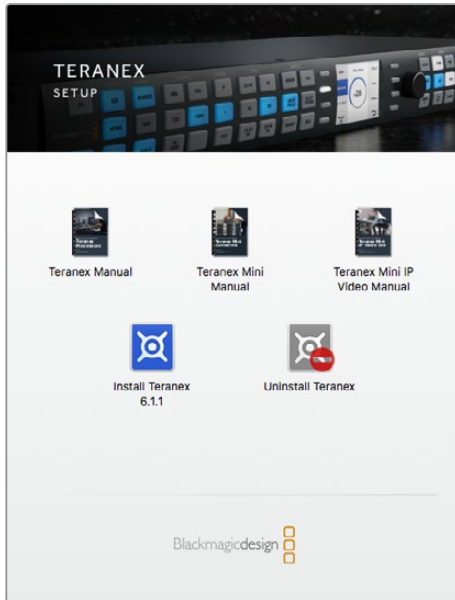 TERANEX
SETUP
Teranex Manual
Teranex Mini
Manual
Teranex Mini IP
Video Manual
Install Teranex
6.1.1
Uninstall Teranex
Blackmagicdesign